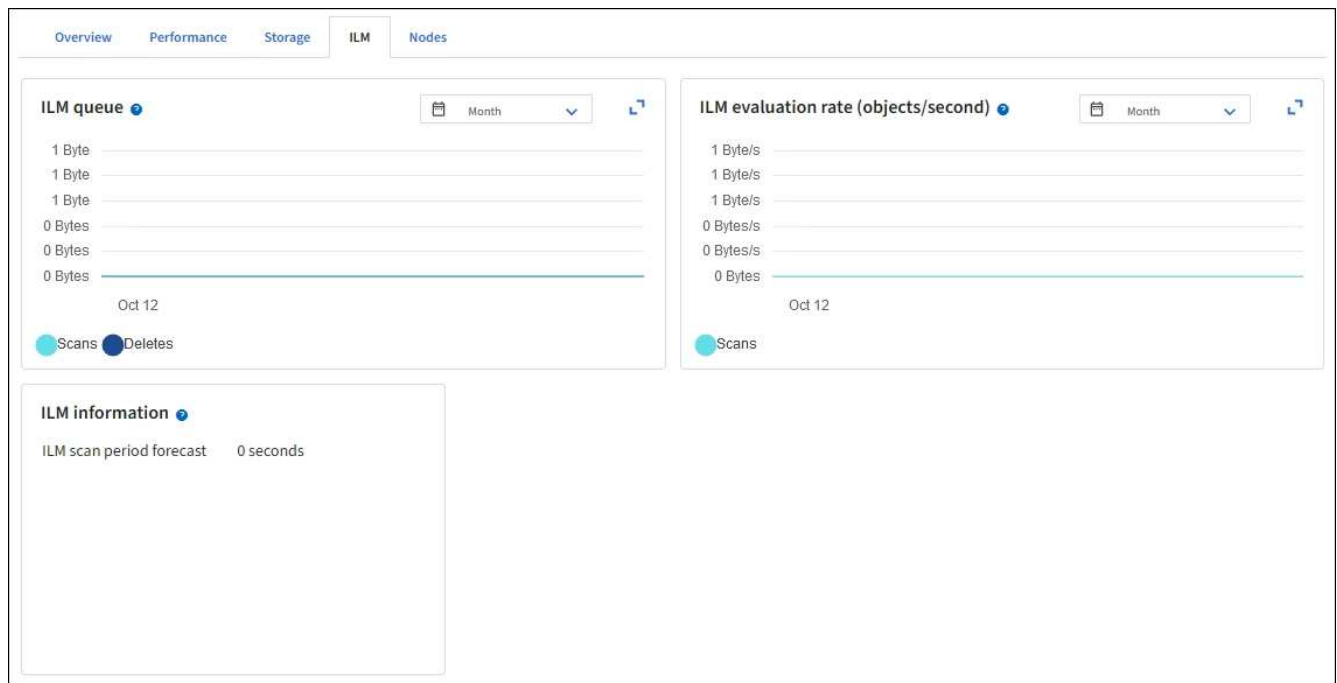 Overview Performance Storage ILM Nodes
ILM queue ?
Month
1 Byte
1 Byte
1 Byte
0 Bytes
0 Bytes
0 Bytes
Oct 12
Scans Deletes
ILM evaluation rate (objects/second) ?
Month
1 Byte/s
1 Byte/s
1 Byte/s
0 Bytes/s
0 Bytes/s
0 Bytes
Oct 12
Scans
ILM information ?
ILM scan period forecast 0 seconds